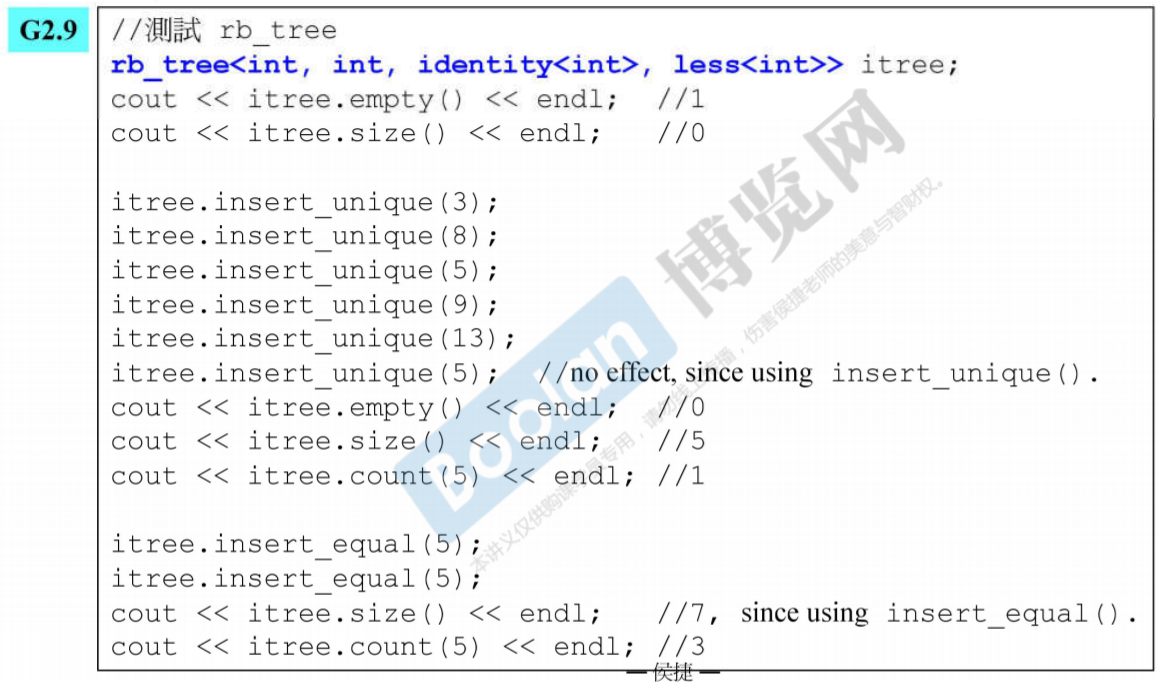 G2.9
//測試 rb_tree
rb_tree<int, int, identity<int>, less<int>> itree;
cout << itree.empty() << endl; //1
cout << itree.size() << endl; //0
itree.insert_unique(3);
itree.insert_unique(8);
itree.insert_unique(5);
itree.insert_unique(9);
itree.insert_unique(13);
itree.insert_unique(5); //no effect, since using insert_unique().
cout << itree.empty() << endl; //0
cout << itree.size() << endl; //5
cout << itree.count(5) << endl; //1
itree.insert_equal(5);
itree.insert_equal(5);
cout << itree.size() << endl; //7, since using insert_equal().
cout << itree.count(5) << endl; //3
— 侯捷 —
Boolan 博览网
本讲义仅供购课学员专用，请勿线上传播，伤害侯捷老师的美意与智财权。